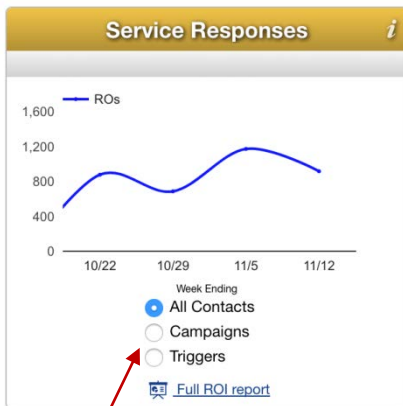 Service Responses i
ROs
1,600
1,200
800
400
0
10/22 10/29 11/5 11/12
Week Ending
All Contacts
Campaigns
Triggers
Full ROI report